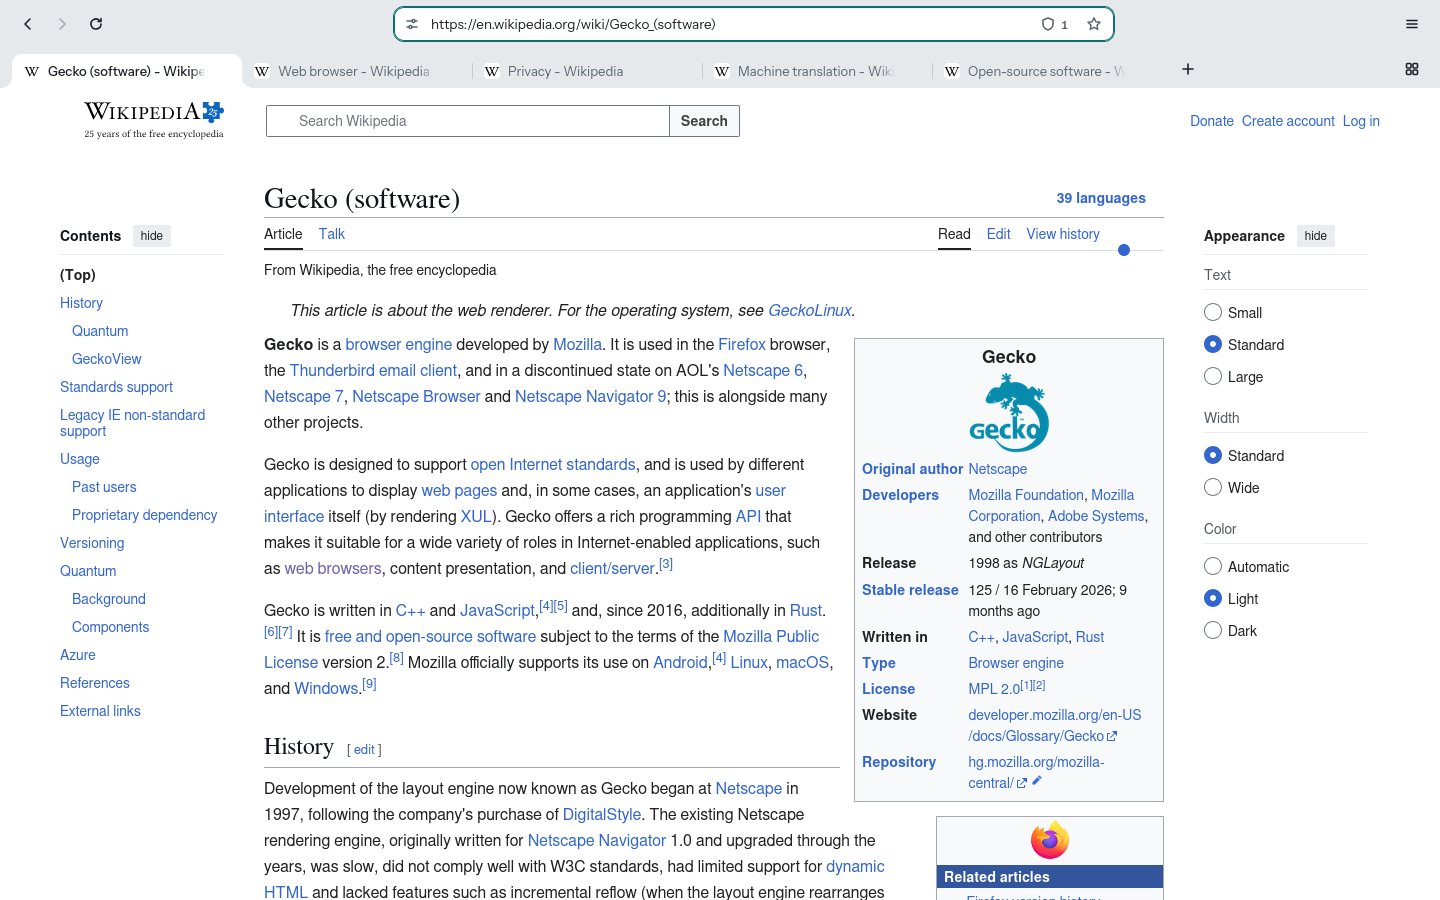 https://en.wikipedia.org/wiki/Gecko_(software)
1
Gecko (software) - Wikipe
Web browser - Wikipedia
Privacy - Wikipedia
Machine translation - Wiki
Open-source software - W
WIKIPEDIA 25
25 years of the free encyclopedia
Search Wikipedia
Search
Donate Create account Log in
Gecko (software)
39 languages
Contents hide
(Top)
History
Quantum
GeckoView
Standards support
Legacy IE non-standard
support
Usage
Past users
Proprietary dependency
Versioning
Quantum
Background
Components
Azure
References
External links
Article Talk
Read Edit View history
From Wikipedia, the free encyclopedia
This article is about the web renderer. For the operating system, see GeckoLinux.
Gecko is a browser engine developed by Mozilla. It is used in the Firefox browser,
the Thunderbird email client, and in a discontinued state on AOL's Netscape 6,
Netscape 7, Netscape Browser and Netscape Navigator 9; this is alongside many
other projects.
Gecko is designed to support open Internet standards, and is used by different
applications to display web pages and, in some cases, an application's user
interface itself (by rendering XUL). Gecko offers a rich programming API that
makes it suitable for a wide variety of roles in Internet-enabled applications, such
as web browsers, content presentation, and client/server.[3]
Gecko is written in C++ and JavaScript,[4][5] and, since 2016, additionally in Rust.
[6][7] It is free and open-source software subject to the terms of the Mozilla Public
License version 2.[8] Mozilla officially supports its use on Android,[4] Linux, macOS,
and Windows.[9]
History [ edit ]
Development of the layout engine now known as Gecko began at Netscape in
1997, following the company's purchase of DigitalStyle. The existing Netscape
rendering engine, originally written for Netscape Navigator 1.0 and upgraded through the
years, was slow, did not comply well with W3C standards, had limited support for dynamic
HTML and lacked features such as incremental reflow (when the layout engine rearranges
Gecko
Gecko
Original author Netscape
Developers Mozilla Foundation, Mozilla
Corporation, Adobe Systems,
and other contributors
Release 1998 as NGLayout
Stable release 125 / 16 February 2026; 9
months ago
Written in C++, JavaScript, Rust
Type Browser engine
License MPL 2.0[1][2]
Website developer.mozilla.org/en-US
/docs/Glossary/Gecko
Repository hg.mozilla.org/mozilla-
central/
Related articles
Firefox version history
Appearance hide
Text
Small
Standard
Large
Width
Standard
Wide
Color
Automatic
Light
Dark